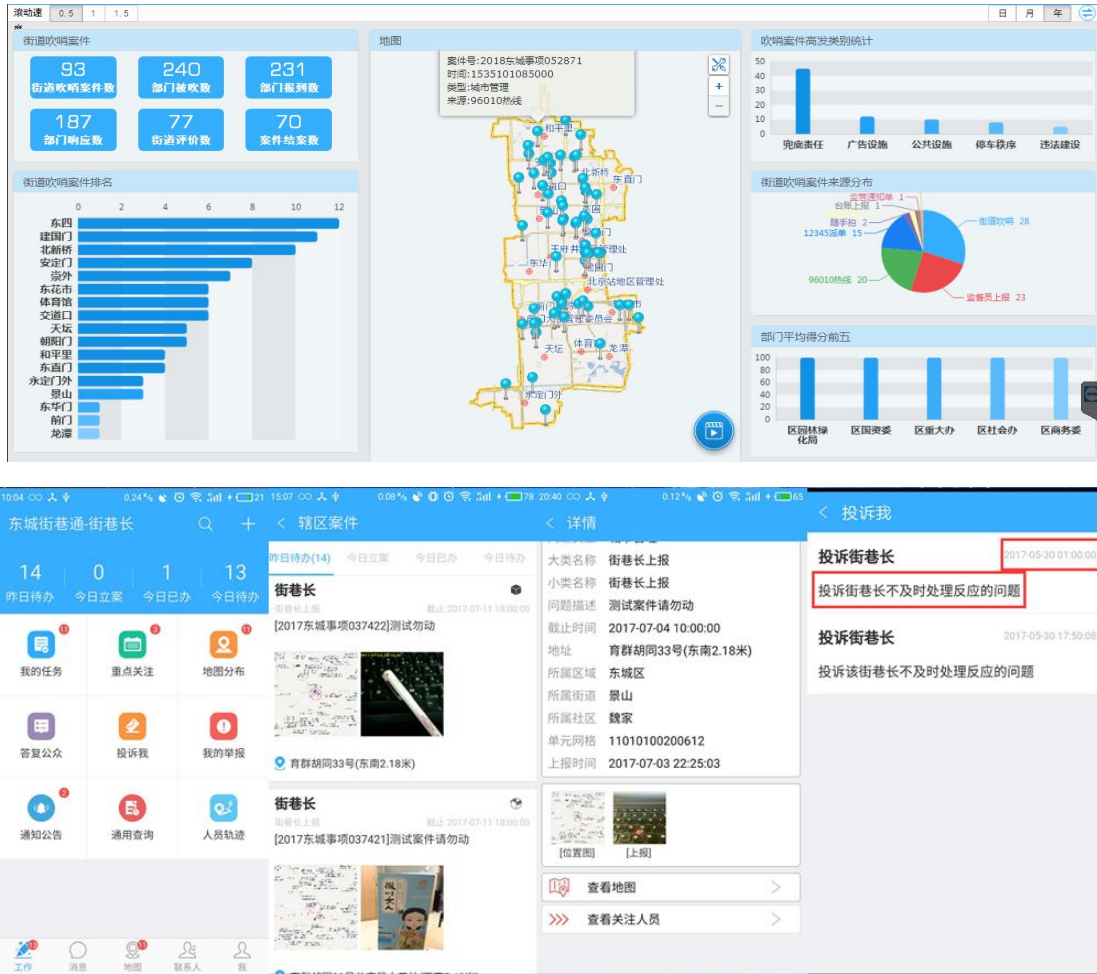 滚动速 0.5 1 1.5
日 月 年
街道吹哨案件
93
街道吹哨案件数
240
部门被吹数
231
部门报到数
187
部门响应数
77
街道评价数
70
案件结案数
街道吹哨案件排名
0 2 4 6 8 10 12
东四
建国门
北新桥
安定门
崇外
东花市
体育馆
交道口
天坛
朝阳门
和平里
东直门
永定门外
景山
东华门
前门
龙潭
地图
案件号:2018东城事项052871
时间:1535101085000
类型:城市管理
来源:96010热线
和平里
北新桥
东直门
东华门
北京站地区管理处
天坛
体育
龙潭
永定门外
吹哨案件高发类别统计
50
40
30
20
10
0
兜底责任 广告设施 公共设施 停车秩序 违法建设
街道吹哨案件来源分布
监管通知单 1
台账上报 1
随手拍 2
12345派单 15
96010热线 20
街道吹哨 28
监督员上报 23
部门平均得分前五
100
80
60
40
20
0
区园林绿化局 区国资委 区重大办 区社会办 区商务委
10:04 0.24 21
东城街巷通-街巷长
14 0 1 13
昨日待办 今日立案 今日已办 今日待办
11 3 11
我的任务 重点关注 地图分布
答复公众 投诉我 我的举报
2
通知公告 通用查询 人员轨迹
13 11
工作 消息 地图 联系人 我
15:07 0.08 78
辖区案件
昨日待办(14) 今日立案 今日已办 今日待办
街巷长
街巷长上报 截止 2017-07-11 18:00:00
[2017东城事项037422]测试勿动
育群胡同33号(东南2.18米)
街巷长
街巷长上报 截止 2017-07-11 18:00:00
[2017东城事项037421]测试案件请勿动
20:40 0.12 65
详情
大类名称 街巷长上报
小类名称 街巷长上报
问题描述 测试案件请勿动
截止时间 2017-07-04 10:00:00
地址 育群胡同33号(东南2.18米)
所属区域 东城区
所属街道 景山
所属社区 魏家
单元网格 11010100200612
上报时间 2017-07-03 22:25:03
[位置图] [上报]
查看地图
查看关注人员
投诉我
投诉街巷长 2017-05-30 01:00:00
投诉街巷长不及时处理反应的问题
投诉街巷长 2017-05-30 17:50:08
投诉该街巷长不及时处理反应的问题